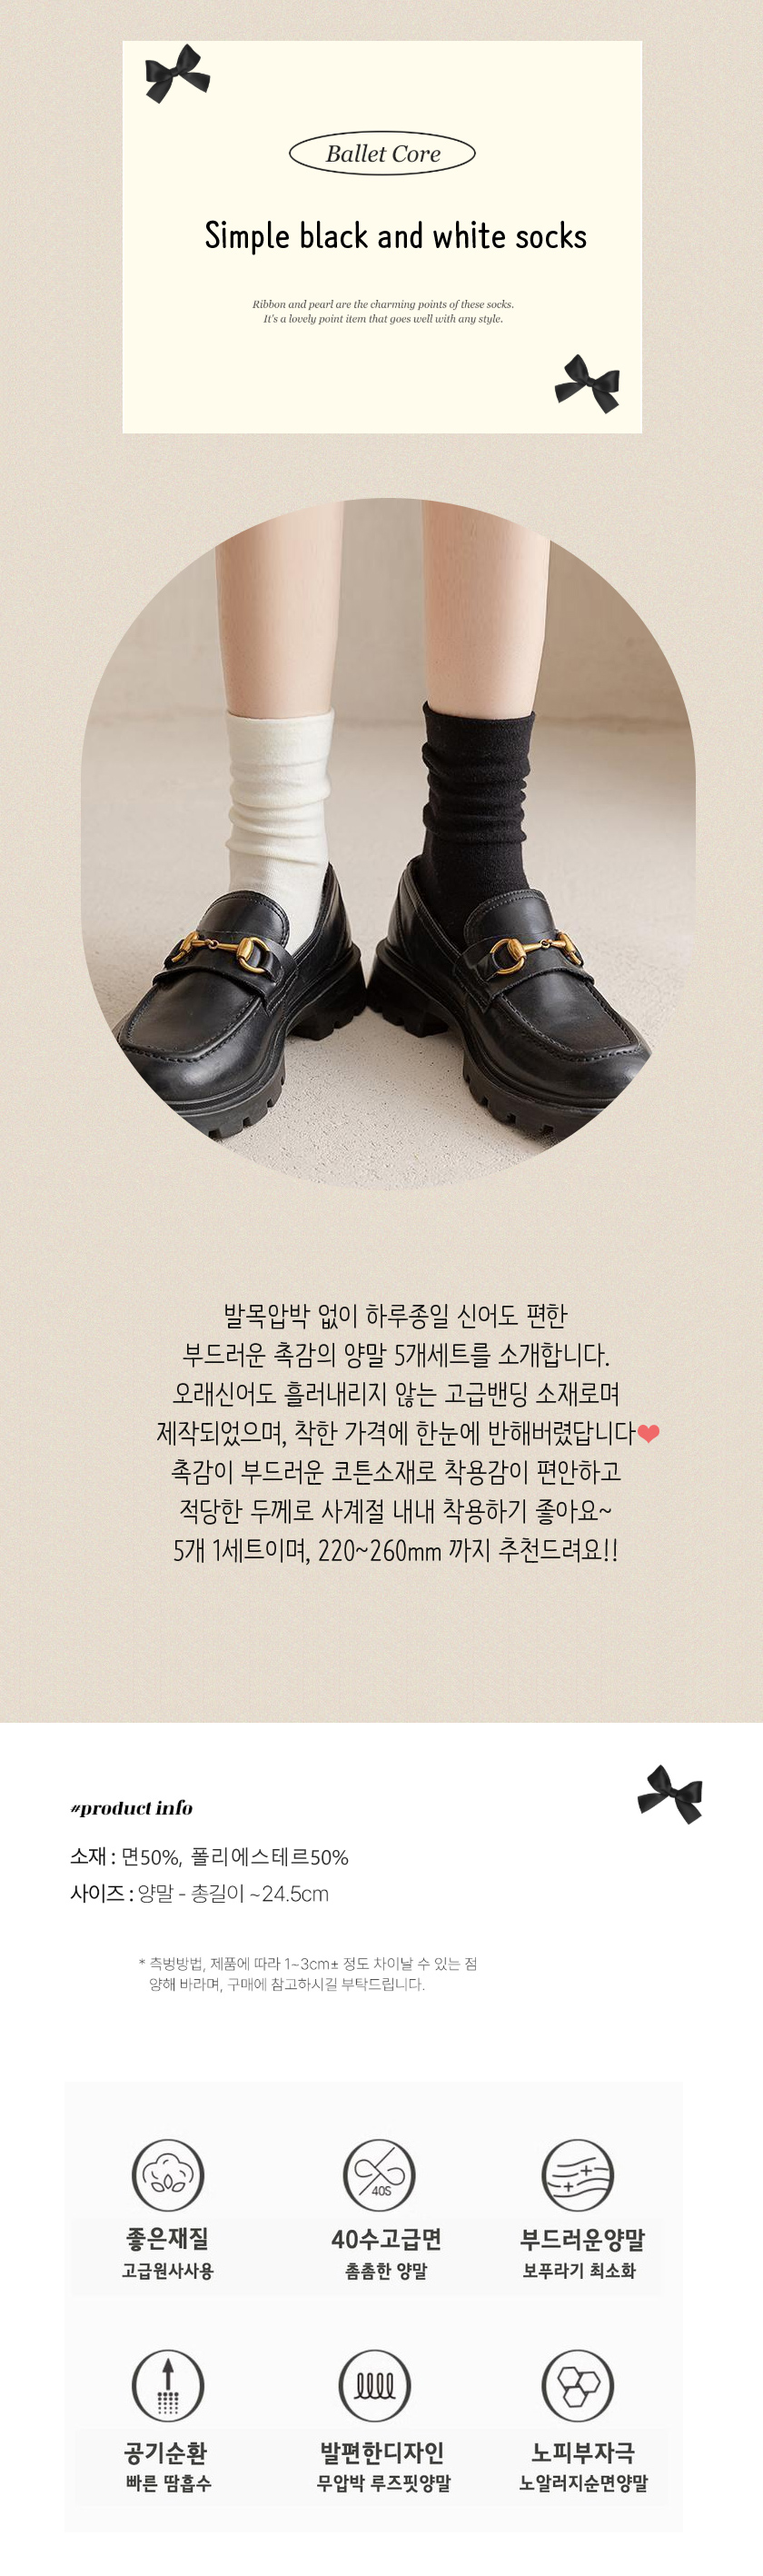 Ballet Core
Simple black and white socks
Ribbon and pearl are the charming points of these socks.
It's a lovely point item that goes well with any style.
발목압박 없이 하루종일 신어도 편한
부드러운 촉감의 양말 5개세트를 소개합니다.
오래신어도 흘러내리지 않는 고급밴딩 소재로며
제작되었으며, 착한 가격에 한눈에 반해버렸답니다❤
촉감이 부드러운 코튼소재로 착용감이 편안하고
적당한 두께로 사계절 내내 착용하기 좋아요~
5개 1세트이며, 220~260mm 까지 추천드려요!!
#product info
소재 : 면50%, 폴리에스테르50%
사이즈 : 양말 - 총길이 ~24.5cm
* 측벙방법, 제품에 따라 1~3cm± 정도 차이날 수 있는 점
양해 바라며, 구매에 참고하시길 부탁드립니다.
40S
좋은재질 40수고급면 부드러운양말
고급원사사용 촘촘한 양말 보푸라기 최소화
공기순환 발편한디자인 노피부자극
빠른 땀흡수 무압박 루즈핏양말 노알러지순면양말